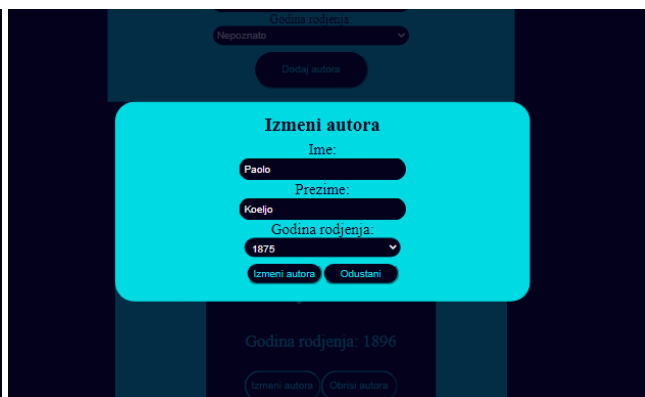 Godina rodjenja:
Nepoznato
Dodaj autora
Izmeni autora
Ime:
Paolo
Prezime:
Koeljo
Godina rodjenja:
1875
Izmeni autora Odustani
Godina rodjenja: 1896
Izmeni autora Obrisi autora